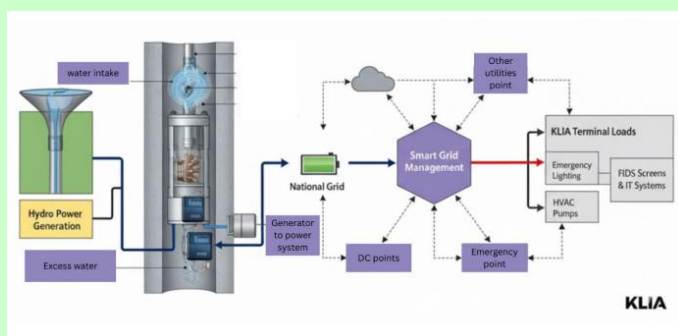 water intake
Hydro Power
Generation
Excess water
Generator
to power
system
National Grid
Smart Grid
Management
Other
utilities
point
DC points
Emergency
point
KLIA Terminal Loads
Emergency
Lighting
FIDS Screens
& IT Systems
HVAC
Pumps
KLIA